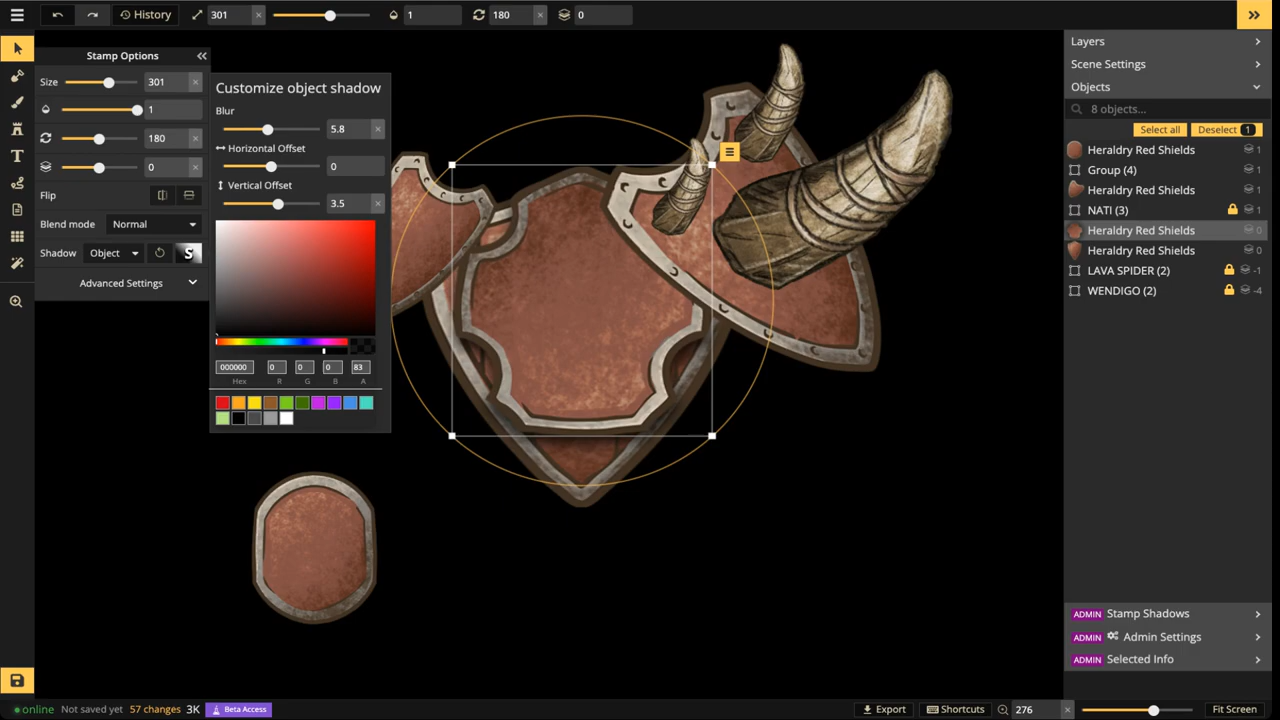 History 301 × 1 180 × 0
Stamp Options
Size 301 ×
1
180 ×
0 ×
Flip
Blend mode Normal
Shadow Object S
Advanced Settings
Customize object shadow
Blur
5.8 ×
Horizontal Offset
0
Vertical Offset
3.5 ×
000000 0 0 0 83
Hex R G B A
Layers
Scene Settings
Objects
8 objects...
Select all Deselect 1
Heraldry Red Shields 1
Group (4) 1
Heraldry Red Shields 1
NATI (3) 1
Heraldry Red Shields 0
Heraldry Red Shields 0
LAVA SPIDER (2) -1
WENDIGO (2) -4
ADMIN Stamp Shadows
ADMIN Admin Settings
ADMIN Selected Info
online Not saved yet 57 changes 3K Beta Access Export Shortcuts 276 × Fit Screen